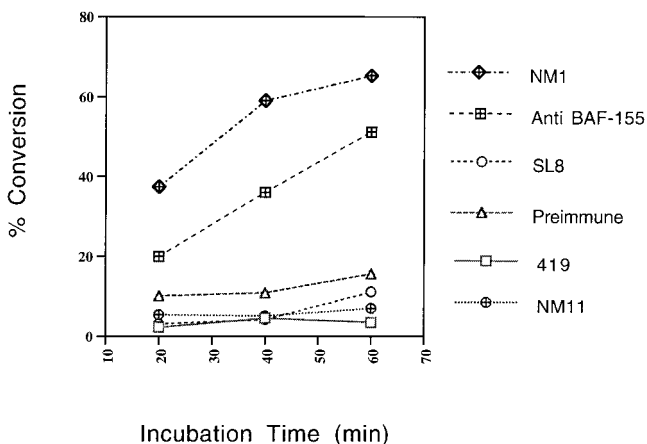 % Conversion
80
60
40
20
0
10
20
30
40
50
60
70
Incubation Time (min)
NM1
Anti BAF-155
SL8
Preimmune
419
NM11